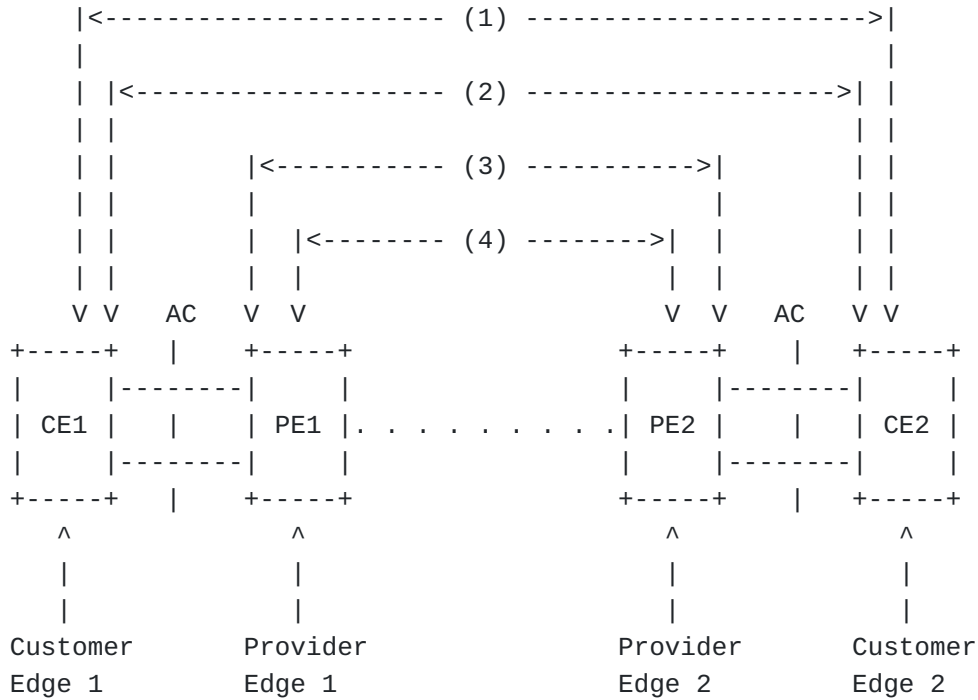 |<---------------------- (1) ---------------------->|
|                                                   |
| |<-------------------- (2) -------------------->| |
| |                                               | |
| |        |<----------- (3) ----------->|        | |
| |        |                             |        | |
| |        |  |<-------- (4) -------->|  |        | |
| |        |  |                       |  |        | |
V V   AC   V  V                       V  V   AC   V V
+-----+   |    +-----+                 +-----+    |   +-----+
|     |--------|     |                 |     |--------|     |
| CE1 |   |    | PE1 |. . . . . . . . .| PE2 |    |   | CE2 |
|     |--------|     |                 |     |--------|     |
+-----+   |    +-----+                 +-----+    |   +-----+
^              ^                       ^              ^
|              |                       |              |
|              |                       |              |
Customer       Provider                Provider       Customer
Edge 1         Edge 1                  Edge 2         Edge 2